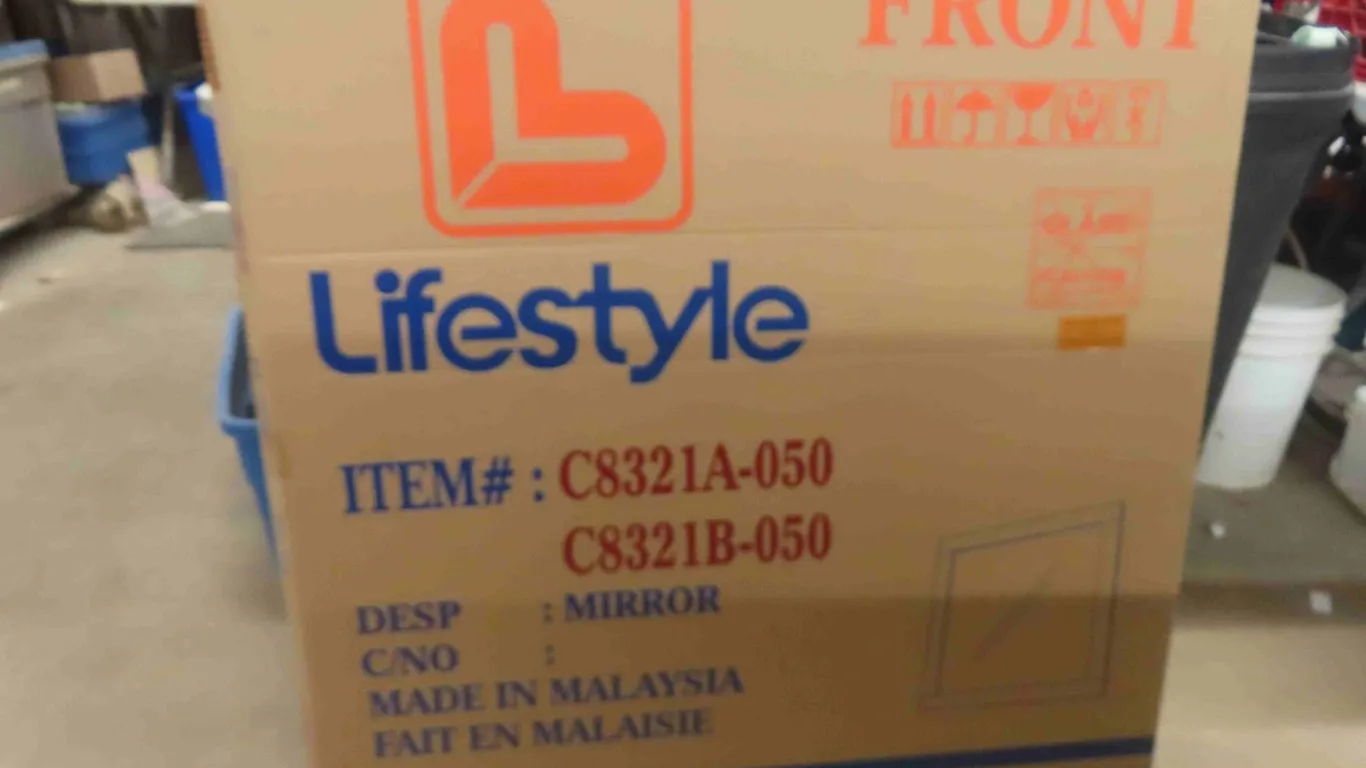 FRONT
Lifestyle
ITEM# : C8321A-050
C8321B-050
DESP : MIRROR
C/NO :
MADE IN MALAYSIA
FAIT EN MALAISIE